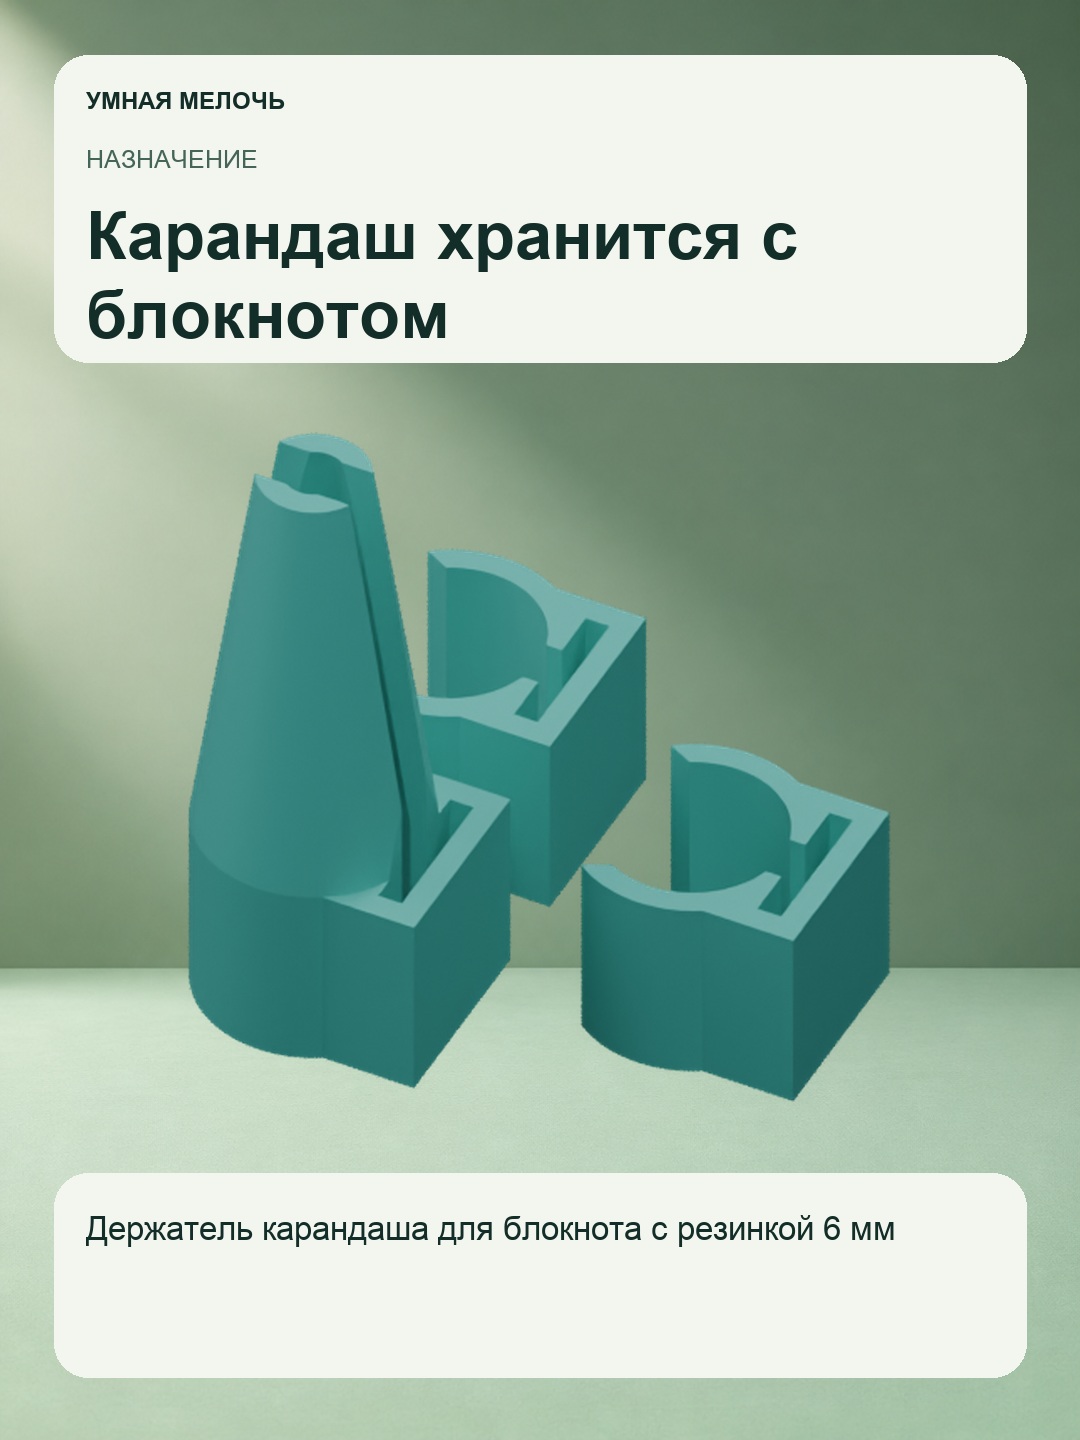 УМНАЯ МЕЛОЧЬ
НАЗНАЧЕНИЕ
Карандаш хранится с
блокнотом
Держатель карандаша для блокнота с резинкой 6 мм